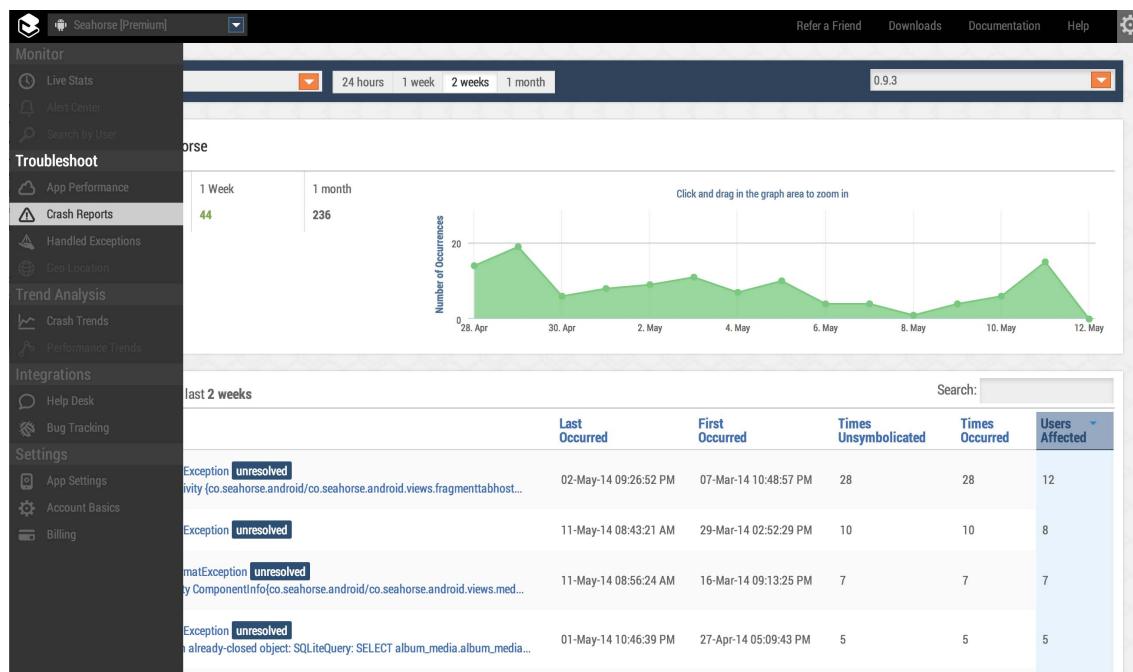 Seahorse [Premium]
Refer a Friend Downloads Documentation Help
Monitor
Live Stats
Alert Center
Search by User
Troubleshoot
App Performance
Crash Reports
Handled Exceptions
Geo Location
Trend Analysis
Crash Trends
Performance Trends
Integrations
Help Desk
Bug Tracking
Settings
App Settings
Account Basics
Billing
24 hours 1 week 2 weeks 1 month
0.9.3
orse
1 Week 1 month
44 236
Click and drag in the graph area to zoom in
Number of Occurrences
20
0
28. Apr 30. Apr 2. May 4. May 6. May 8. May 10. May 12. May
last 2 weeks
Search:
Last Occurred First Occurred Times Unsymbolicated Times Occurred Users Affected
Exception unresolved
ivity {co.seahorse.android/co.seahorse.android.views.fragmenttabhost...
02-May-14 09:26:52 PM 07-Mar-14 10:48:57 PM 28 28 12
Exception unresolved
11-May-14 08:43:21 AM 29-Mar-14 02:52:29 PM 10 10 8
matException unresolved
ty ComponentInfo{co.seahorse.android/co.seahorse.android.views.med...
11-May-14 08:56:24 AM 16-Mar-14 09:13:25 PM 7 7 7
Exception unresolved
n already-closed object: SQLiteQuery: SELECT album_media.album_media...
01-May-14 10:46:39 PM 27-Apr-14 05:09:43 PM 5 5 5